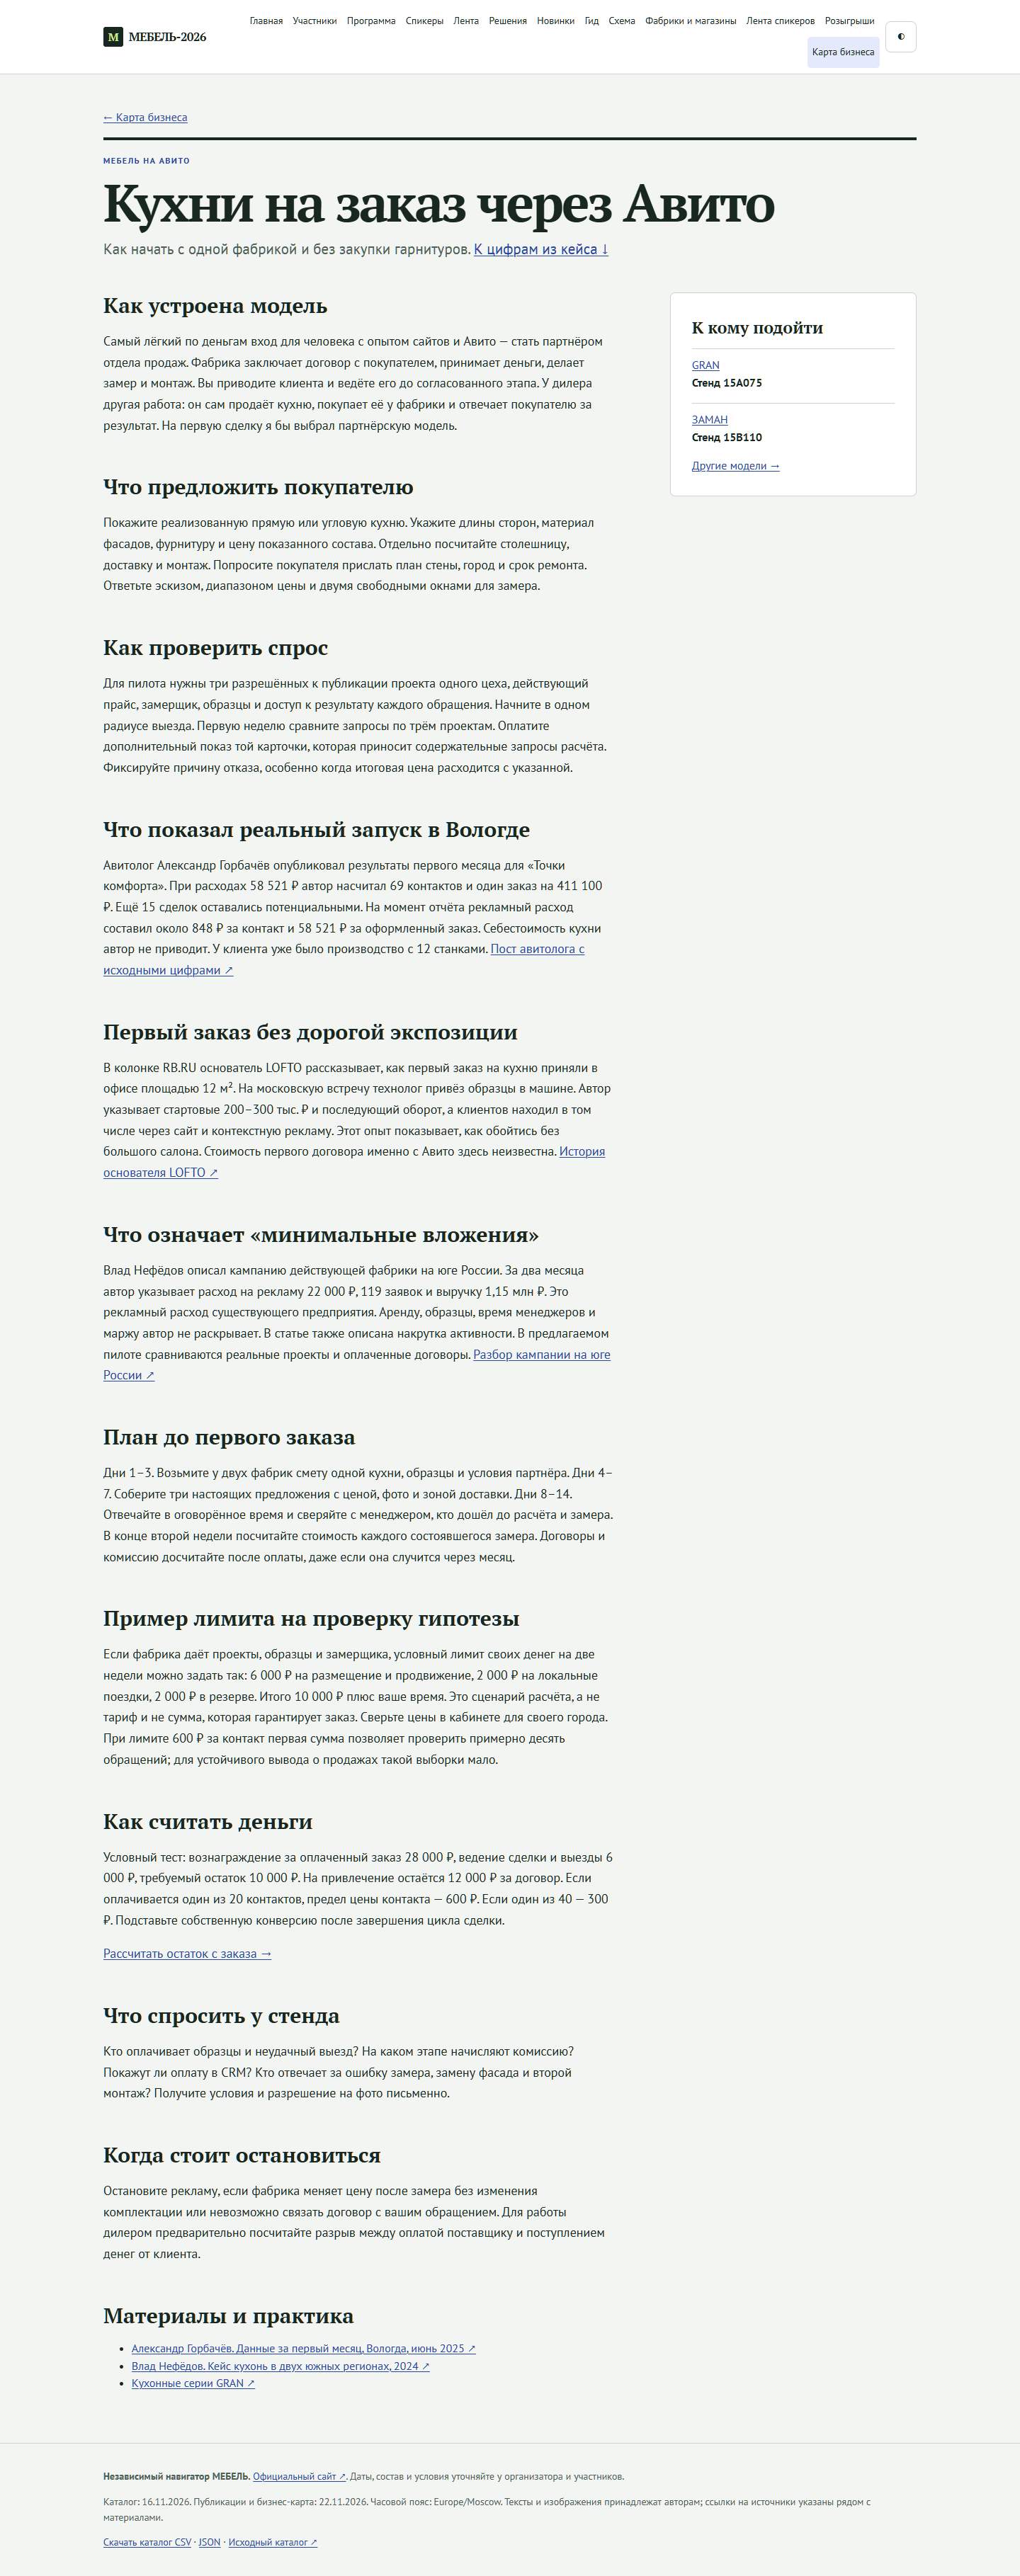 М МЕБЕЛЬ-2026
Главная Участники Программа Спикеры Лента Решения Новинки Гид Схема Фабрики и магазины Лента спикеров Розыгрыши
Карта бизнеса
← Карта бизнеса
МЕБЕЛЬ НА АВИТО
Кухни на заказ через Авито
Как начать с одной фабрикой и без закупки гарнитуров. К цифрам из кейса ↓
Как устроена модель
Самый лёгкий по деньгам вход для человека с опытом сайтов и Авито — стать партнёром
отдела продаж. Фабрика заключает договор с покупателем, принимает деньги, делает
замер и монтаж. Вы приводите клиента и ведёте его до согласованного этапа. У дилера
другая работа: он сам продаёт кухню, покупает её у фабрики и отвечает покупателю за
результат. На первую сделку я бы выбрал партнёрскую модель.
Что предложить покупателю
Покажите реализованную прямую или угловую кухню. Укажите длины сторон, материал
фасадов, фурнитуру и цену показанного состава. Отдельно посчитайте столешницу,
доставку и монтаж. Попросите покупателя прислать план стены, город и срок ремонта.
Ответьте эскизом, диапазоном цены и двумя свободными окнами для замера.
Как проверить спрос
Для пилота нужны три разрешённых к публикации проекта одного цеха, действующий
прайс, замерщик, образцы и доступ к результату каждого обращения. Начните в одном
радиусе выезда. Первую неделю сравните запросы по трём проектам. Оплатите
дополнительный показ той карточки, которая приносит содержательные запросы расчёта.
Фиксируйте причину отказа, особенно когда итоговая цена расходится с указанной.
Что показал реальный запуск в Вологде
Авитолог Александр Горбачёв опубликовал результаты первого месяца для «Точки
комфорта». При расходах 58 521 ₽ автор насчитал 69 контактов и один заказ на 411 100
₽. Ещё 15 сделок оставались потенциальными. На момент отчёта рекламный расход
составил около 848 ₽ за контакт и 58 521 ₽ за оформленный заказ. Себестоимость кухни
автор не приводит. У клиента уже было производство с 12 станками. Пост авитолога с
исходными цифрами ↗
Первый заказ без дорогой экспозиции
В колонке RB.RU основатель LOFTO рассказывает, как первый заказ на кухню приняли в
офисе площадью 12 м². На московскую встречу технолог привёз образцы в машине. Автор
указывает стартовые 200–300 тыс. ₽ и последующий оборот, а клиентов находил в том
числе через сайт и контекстную рекламу. Этот опыт показывает, как обойтись без
большого салона. Стоимость первого договора именно с Авито здесь неизвестна. История
основателя LOFTO ↗
Что означает «минимальные вложения»
Влад Нефёдов описал кампанию действующей фабрики на юге России. За два месяца
автор указывает расход на рекламу 22 000 ₽, 119 заявок и выручку 1,15 млн ₽. Это
рекламный расход существующего предприятия. Аренду, образцы, время менеджеров и
маржу автор не раскрывает. В статье также описана накрутка активности. В предлагаемом
пилоте сравниваются реальные проекты и оплаченные договоры. Разбор кампании на юге
России ↗
План до первого заказа
Дни 1–3. Возьмите у двух фабрик смету одной кухни, образцы и условия партнёра. Дни 4–
7. Соберите три настоящих предложения с ценой, фото и зоной доставки. Дни 8–14.
Отвечайте в оговорённое время и сверяйте с менеджером, кто дошёл до расчёта и замера.
В конце второй недели посчитайте стоимость каждого состоявшегося замера. Договоры и
комиссию досчитайте после оплаты, даже если она случится через месяц.
Пример лимита на проверку гипотезы
Если фабрика даёт проекты, образцы и замерщика, условный лимит своих денег на две
недели можно задать так: 6 000 ₽ на размещение и продвижение, 2 000 ₽ на локальные
поездки, 2 000 ₽ в резерве. Итого 10 000 ₽ плюс ваше время. Это сценарий расчёта, а не
тариф и не сумма, которая гарантирует заказ. Сверьте цены в кабинете для своего города.
При лимите 600 ₽ за контакт первая сумма позволяет проверить примерно десять
обращений; для устойчивого вывода о продажах такой выборки мало.
Как считать деньги
Условный тест: вознаграждение за оплаченный заказ 28 000 ₽, ведение сделки и выезды 6
000 ₽, требуемый остаток 10 000 ₽. На привлечение остаётся 12 000 ₽ за договор. Если
оплачивается один из 20 контактов, предел цены контакта — 600 ₽. Если один из 40 — 300
₽. Подставьте собственную конверсию после завершения цикла сделки.
Рассчитать остаток с заказа →
Что спросить у стенда
Кто оплачивает образцы и неудачный выезд? На каком этапе начисляют комиссию?
Покажут ли оплату в CRM? Кто отвечает за ошибку замера, замену фасада и второй
монтаж? Получите условия и разрешение на фото письменно.
Когда стоит остановиться
Остановите рекламу, если фабрика меняет цену после замера без изменения
комплектации или невозможно связать договор с вашим обращением. Для работы
дилером предварительно посчитайте разрыв между оплатой поставщику и поступлением
денег от клиента.
Материалы и практика
• Александр Горбачёв. Данные за первый месяц, Вологда, июнь 2025 ↗
• Влад Нефёдов. Кейс кухонь в двух южных регионах, 2024 ↗
• Кухонные серии GRAN ↗
К кому подойти
GRAN
Стенд 15A075
ЗАМАН
Стенд 15B110
Другие модели →
Независимый навигатор МЕБЕЛЬ. Официальный сайт ↗. Даты, состав и условия уточняйте у организатора и участников.
Каталог: 16.11.2026. Публикации и бизнес-карта: 22.11.2026. Часовой пояс: Europe/Moscow. Тексты и изображения принадлежат авторам; ссылки на источники указаны рядом с
материалами.
Скачать каталог CSV · JSON · Исходный каталог ↗